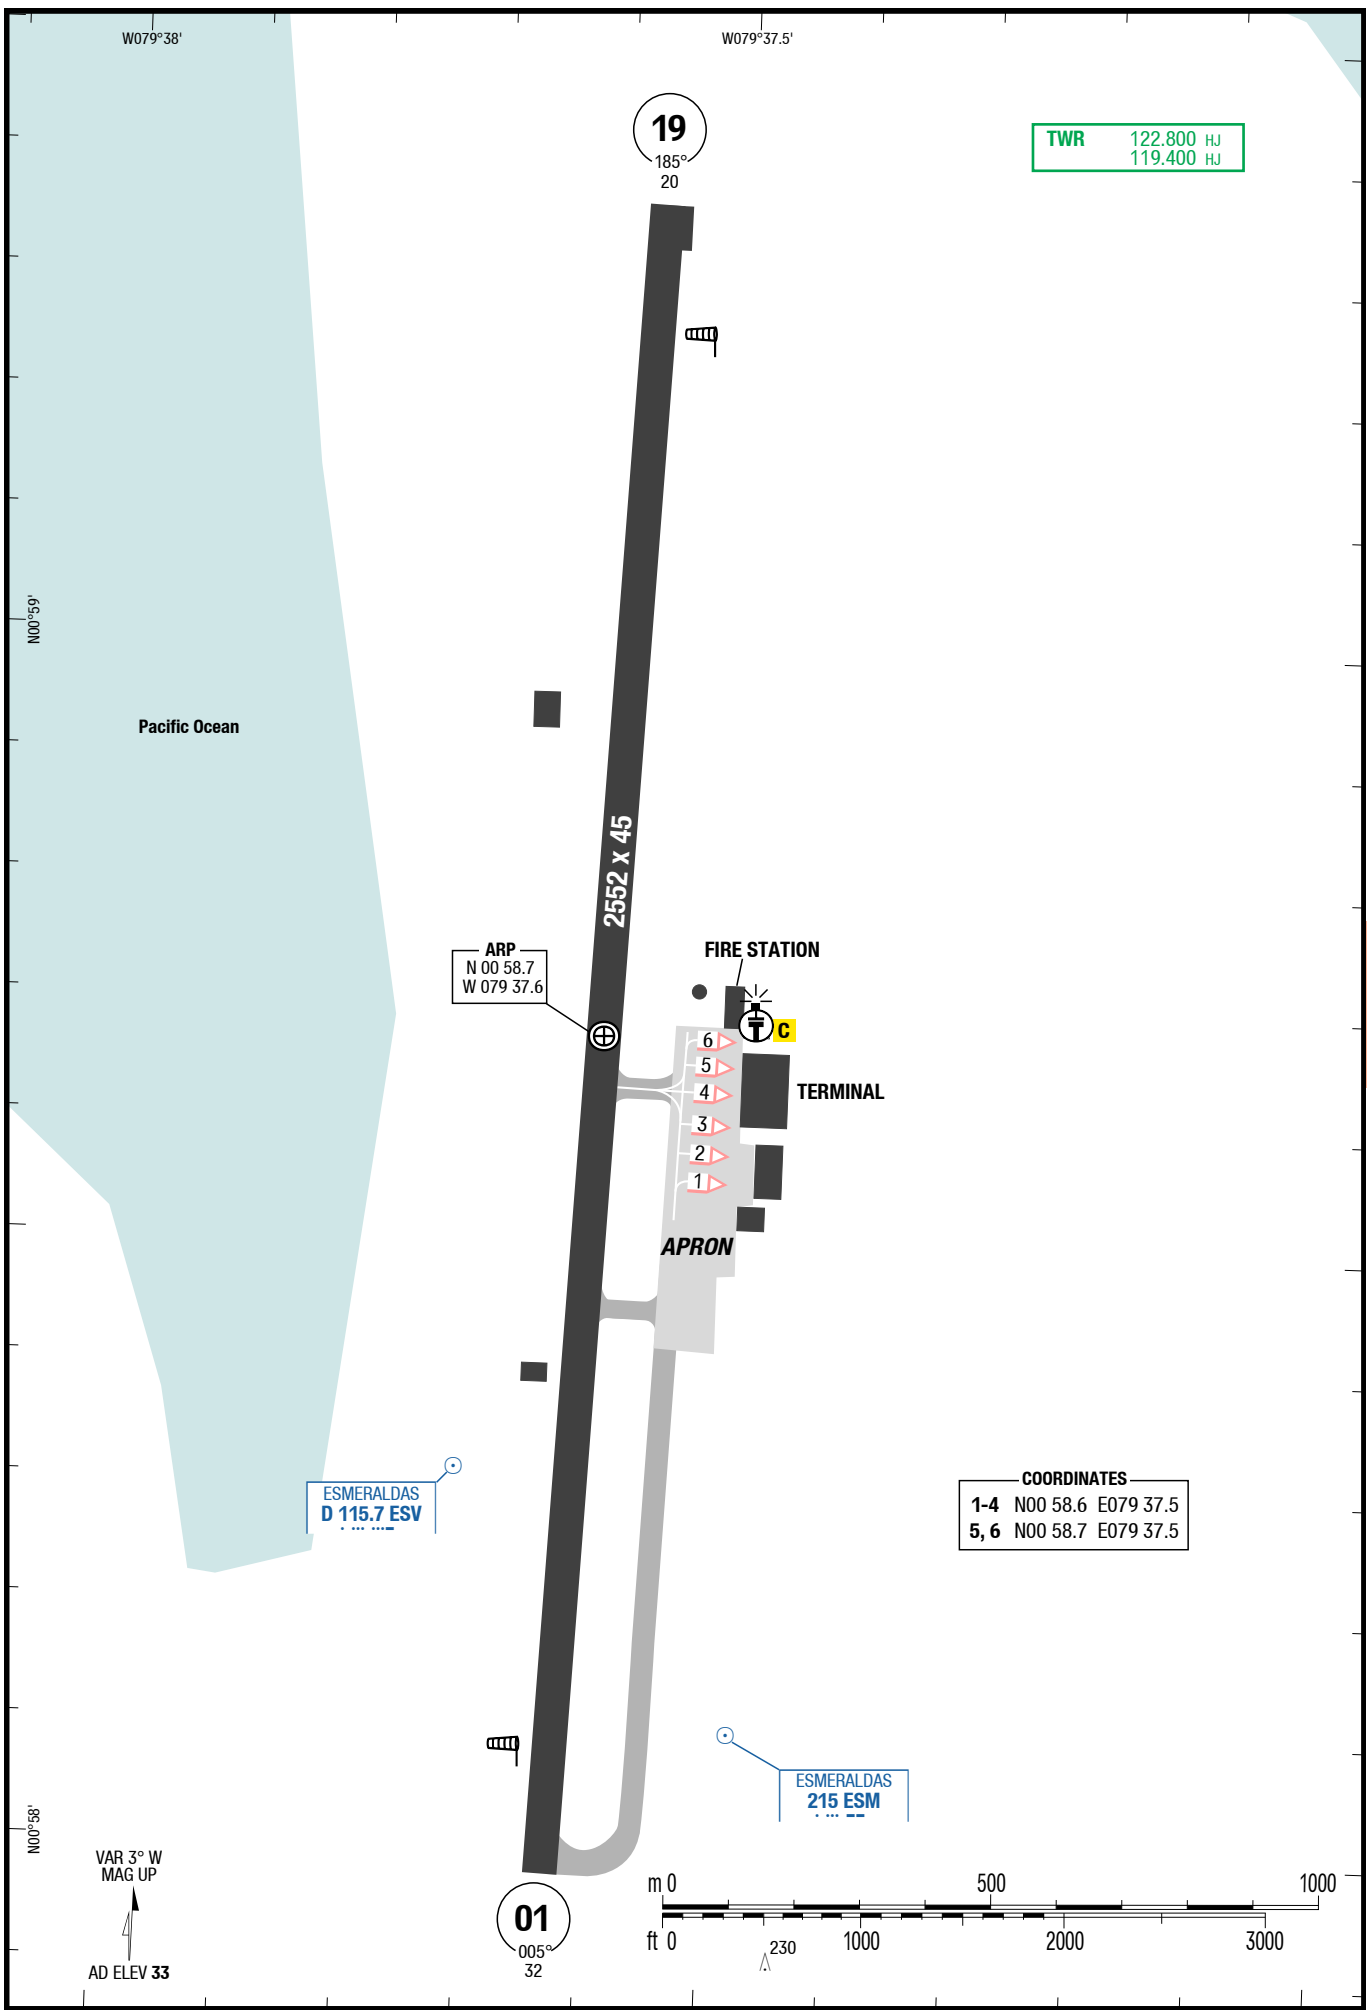 W079°38'
W079°37.5'
19
185°
20
TWR 122.800 HJ
119.400 HJ
N00°59'
Pacific Ocean
2552 x 45
ARP
N 00 58.7
W 079 37.6
FIRE STATION
C
6
5
4
3
2
1
TERMINAL
APRON
ESMERALDAS
D 115.7 ESV
COORDINATES
1-4 N00 58.6 E079 37.5
5, 6 N00 58.7 E079 37.5
ESMERALDAS
215 ESM
N00°58'
VAR 3° W
MAG UP
AD ELEV 33
01
005°
32
m 0 500 1000
ft 0 1000 2000 3000
230